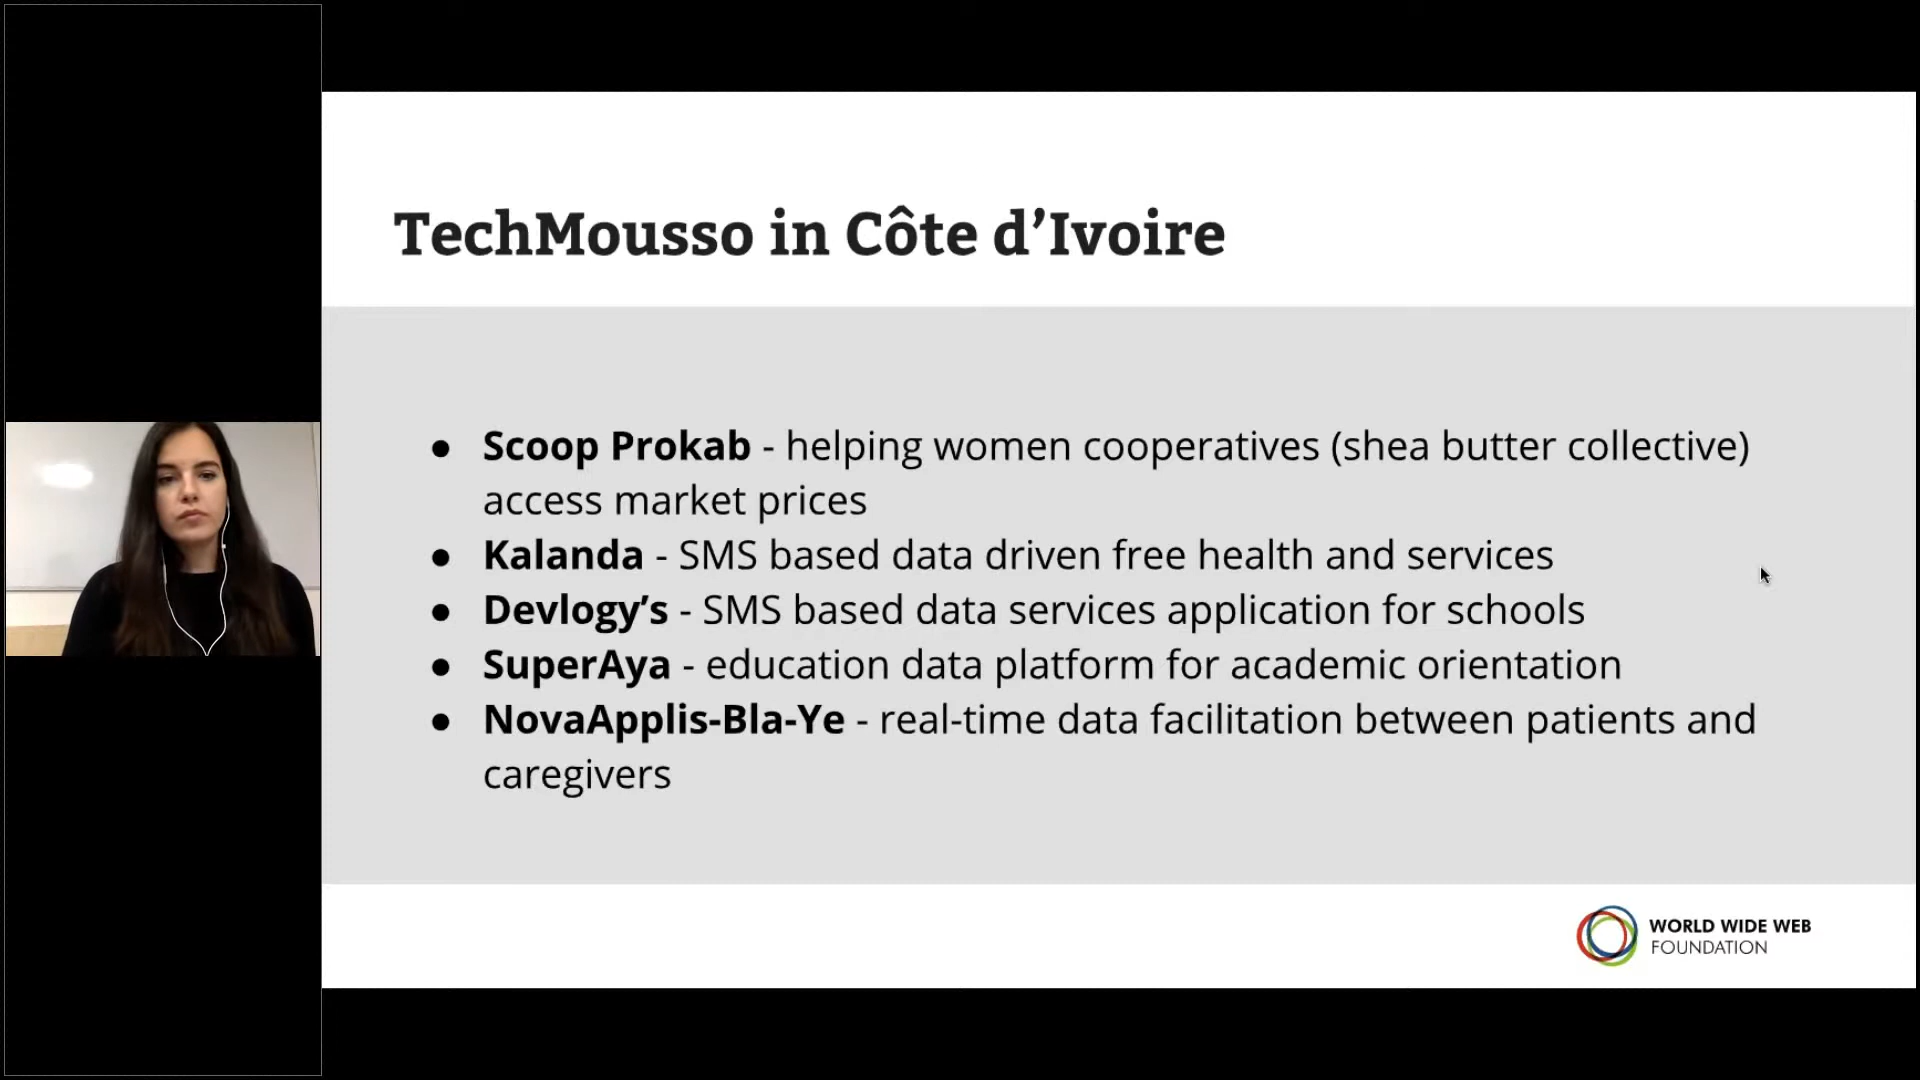 TechMousso in Côte d’Ivoire
● Scoop Prokab - helping women cooperatives (shea butter collective)
access market prices
● Kalanda - SMS based data driven free health and services
● Devlogy’s - SMS based data services application for schools
● SuperAya - education data platform for academic orientation
● NovaApplis-Bla-Ye - real-time data facilitation between patients and
caregivers
WORLD WIDE WEB
FOUNDATION